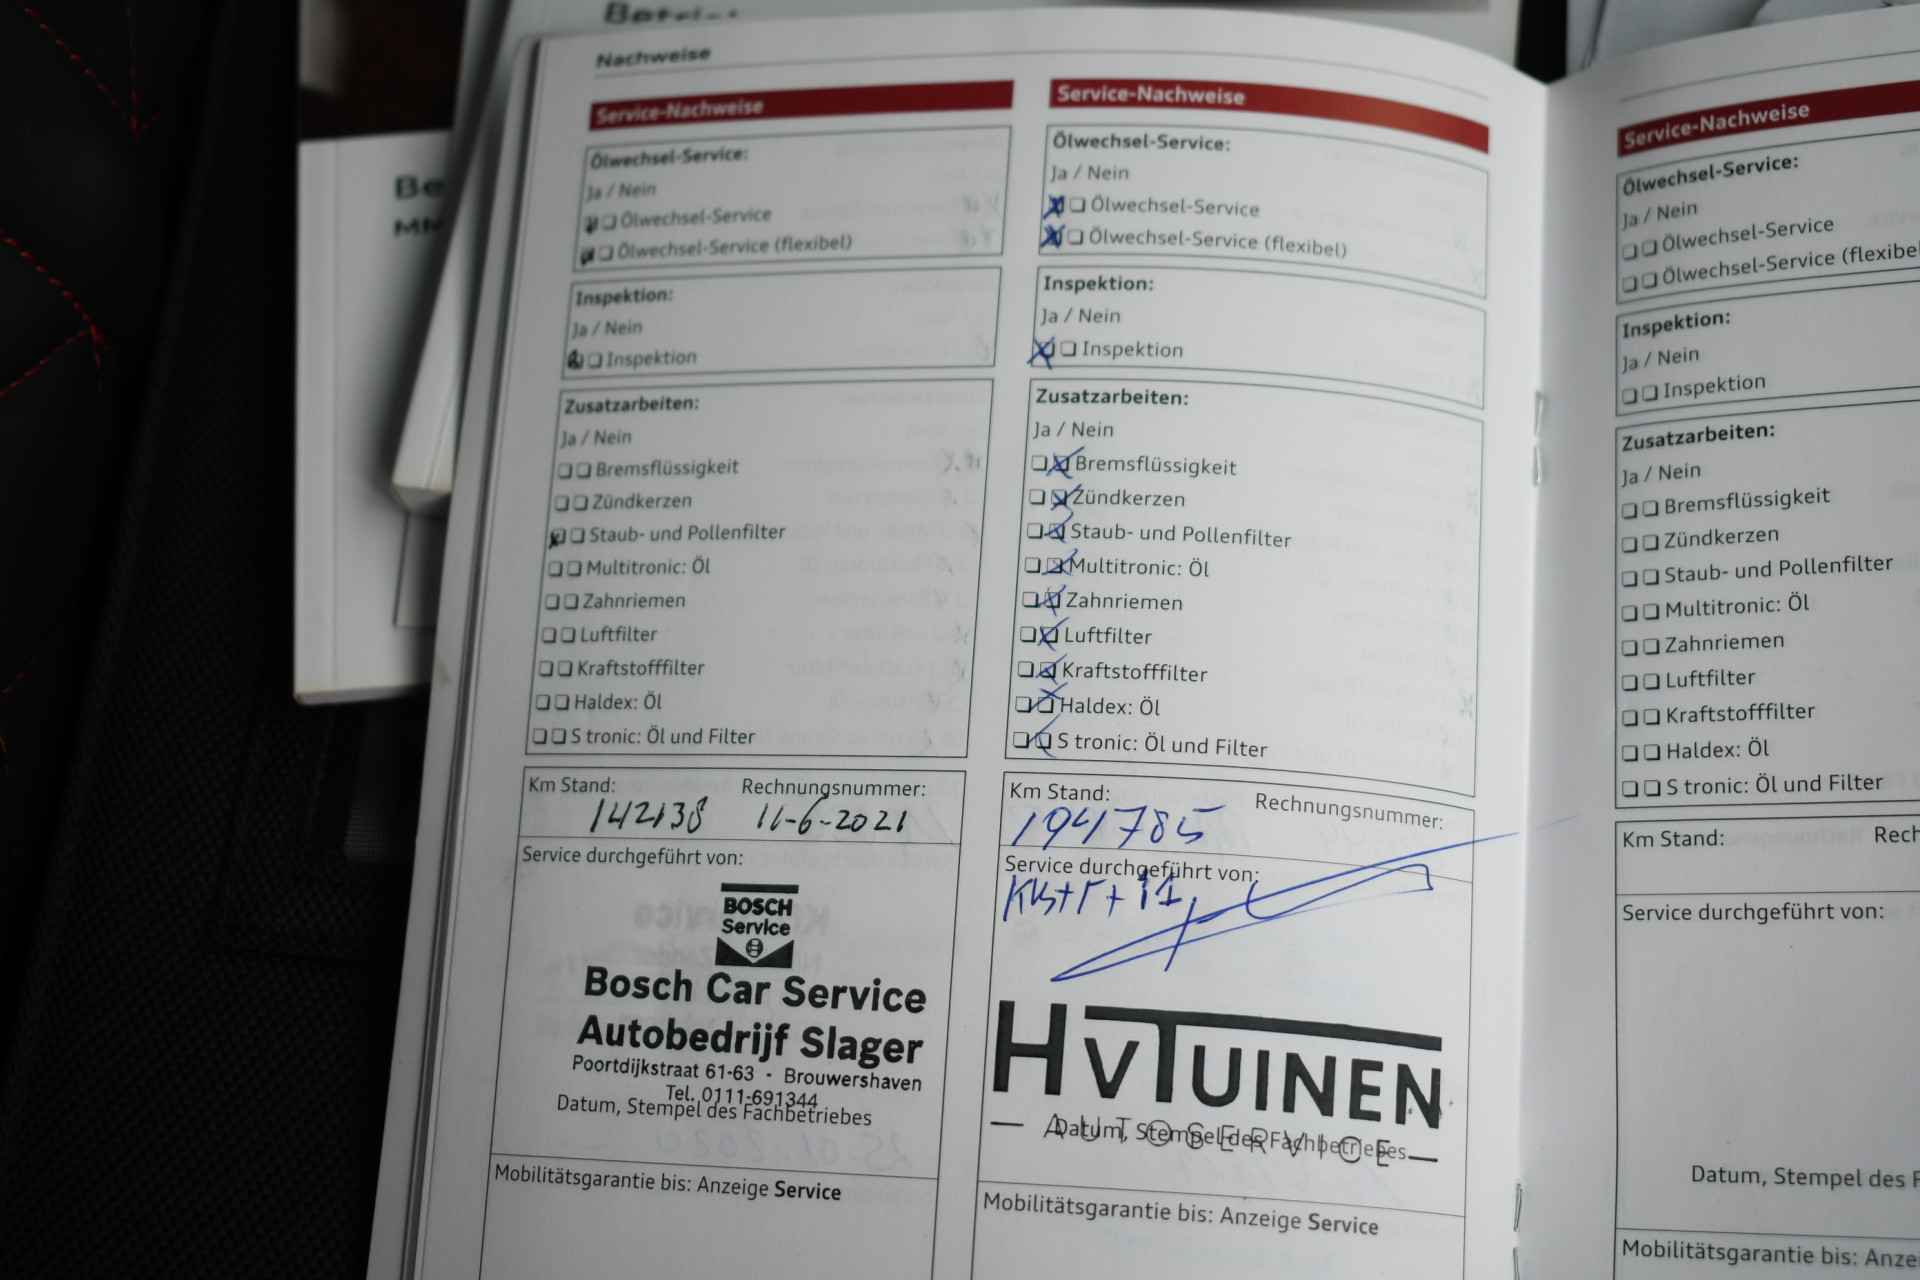 Nachweise
Service-Nachweise
Ölwechsel-Service:
Ja / Nein
Ölwechsel-Service
Ölwechsel-Service (flexibel)
Inspektion:
Ja / Nein
Inspektion
Zusatzarbeiten:
Ja / Nein
Bremsflüssigkeit
Zündkerzen
Staub- und Pollenfilter
Multitronic: Öl
Zahnriemen
Luftfilter
Kraftstofffilter
Haldex: Öl
S tronic: Öl und Filter
Km Stand: Rechnungsnummer:
142138 11-6-2021
Service durchgeführt von:
BOSCH
Service
Bosch Car Service
Autobedrijf Slager
Poortdijkstraat 61-63 - Brouwershaven
Tel. 0111-691344
Datum, Stempel des Fachbetriebes
Mobilitätsgarantie bis: Anzeige Service
Service-Nachweise
Ölwechsel-Service:
Ja / Nein
Ölwechsel-Service
Ölwechsel-Service (flexibel)
Inspektion:
Ja / Nein
Inspektion
Zusatzarbeiten:
Ja / Nein
Bremsflüssigkeit
Zündkerzen
Staub- und Pollenfilter
Multitronic: Öl
Zahnriemen
Luftfilter
Kraftstofffilter
Haldex: Öl
S tronic: Öl und Filter
Km Stand: Rechnungsnummer:
194785
Service durchgeführt von:
HVTUINEN
AUTOSERVICE
Datum, Stempel des Fachbetriebes
Mobilitätsgarantie bis: Anzeige Service
Service-Nachweise
Ölwechsel-Service:
Ja / Nein
Ölwechsel-Service
Ölwechsel-Service (flexibel
Inspektion:
Ja / Nein
Inspektion
Zusatzarbeiten:
Ja / Nein
Bremsflüssigkeit
Zündkerzen
Staub- und Pollenfilter
Multitronic: Öl
Zahnriemen
Luftfilter
Kraftstofffilter
Haldex: Öl
S tronic: Öl und Filter
Km Stand: Rech
Service durchgeführt von:
Datum, Stempel des F
Mobilitätsgarantie bis: Anze